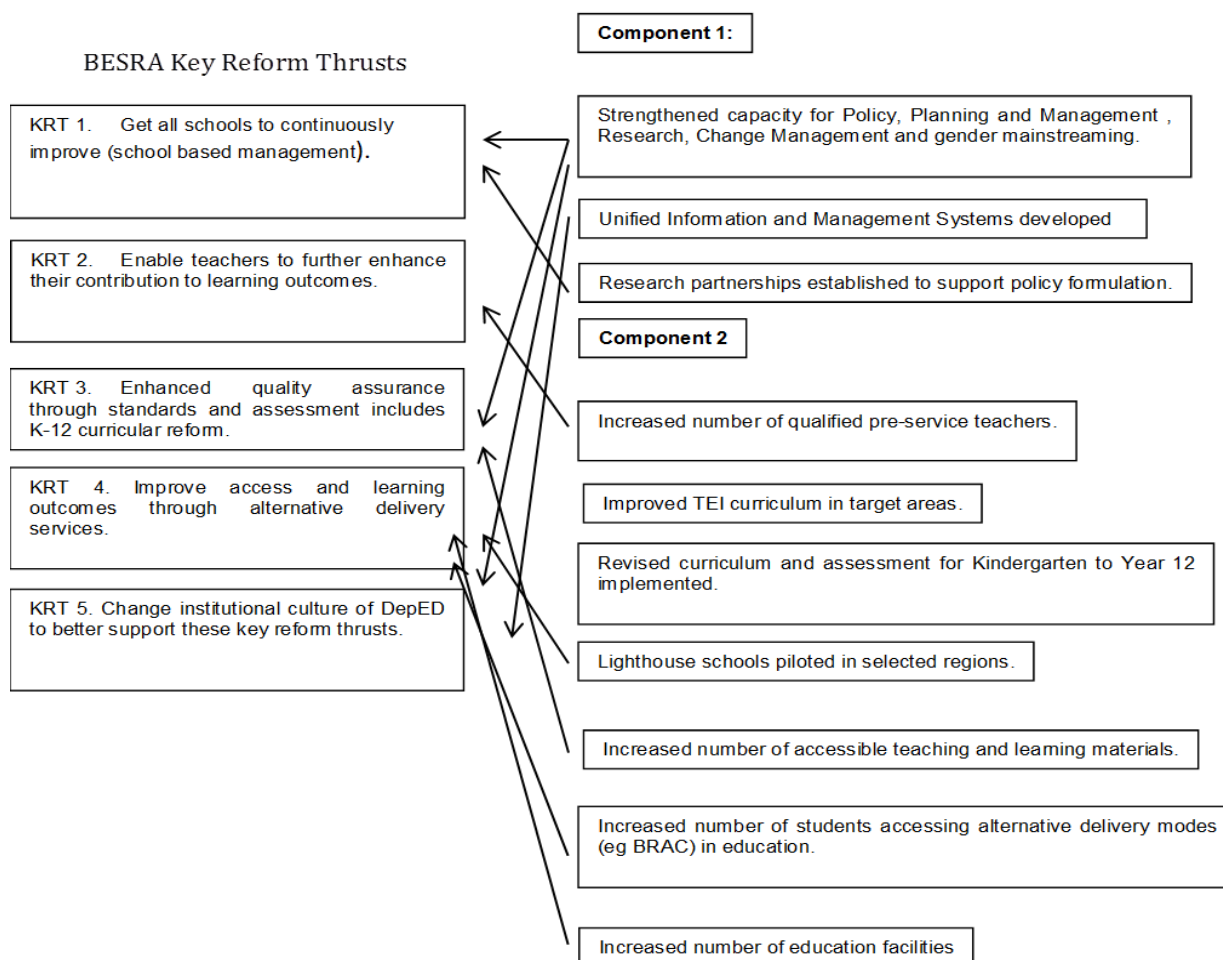 BESRA Key Reform Thrusts
KRT 1. Get all schools to continuously
improve (school based management).
KRT 2. Enable teachers to further enhance
their contribution to learning outcomes.
KRT 3. Enhanced quality assurance
through standards and assessment includes
K-12 curricular reform.
KRT 4. Improve access and learning
outcomes through alternative delivery
services.
KRT 5. Change institutional culture of DepED
to better support these key reform thrusts.
Component 1:
Strengthened capacity for Policy, Planning and Management ,
Research, Change Management and gender mainstreaming.
Unified Information and Management Systems developed
Research partnerships established to support policy formulation.
Component 2
Increased number of qualified pre-service teachers.
Improved TEI curriculum in target areas.
Revised curriculum and assessment for Kindergarten to Year 12
implemented.
Lighthouse schools piloted in selected regions.
Increased number of accessible teaching and learning materials.
Increased number of students accessing alternative delivery modes
(eg BRAC) in education.
Increased number of education facilities